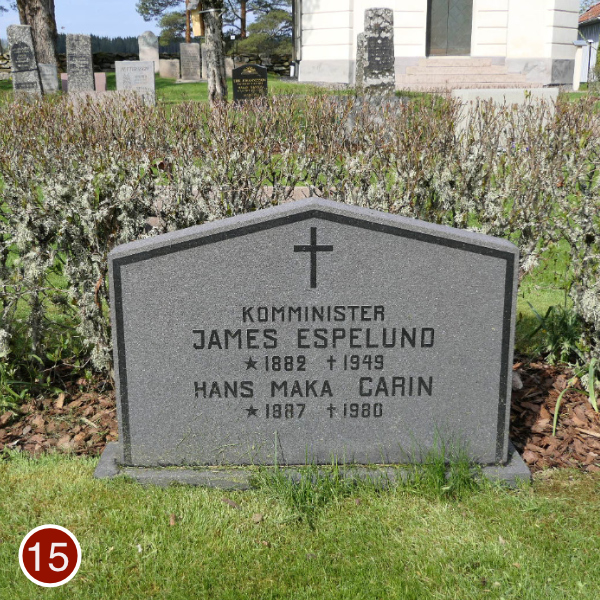 KOMMINISTER
JAMES ESPELUND
★ 1882 † 1949
HANS MAKA CARIN
★ 1887 † 1980
15